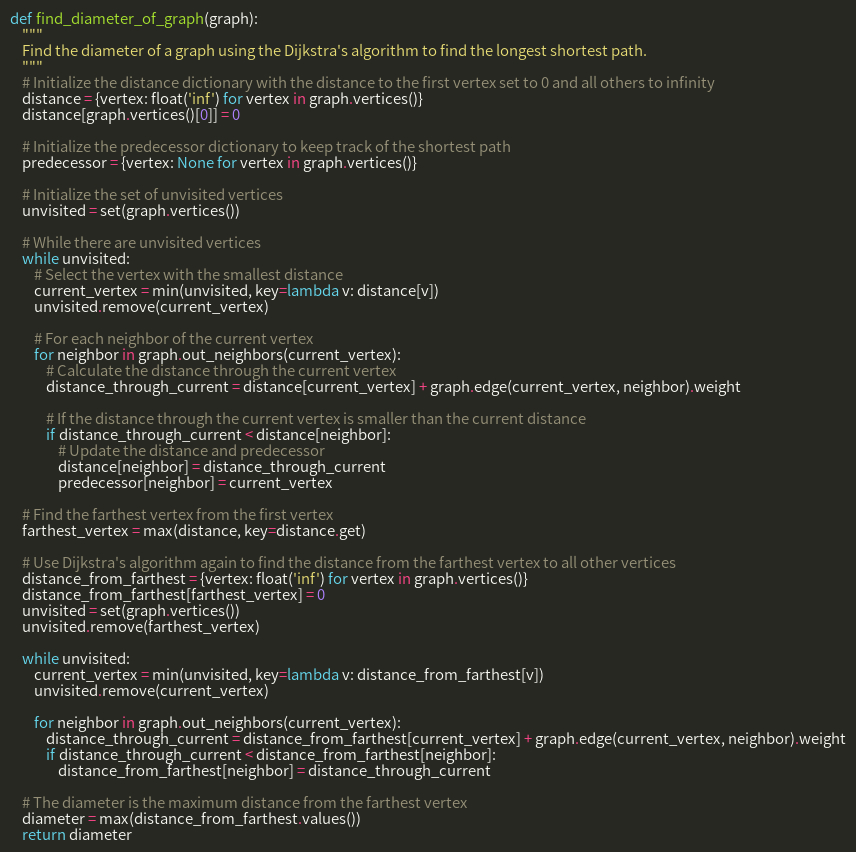 def find_diameter_of_graph(graph):
    """
    Find the diameter of a graph using the Dijkstra's algorithm to find the longest shortest path.
    """
    # Initialize the distance dictionary with the distance to the first vertex set to 0 and all others to infinity
    distance = {vertex: float('inf') for vertex in graph.vertices()}
    distance[graph.vertices()[0]] = 0

    # Initialize the predecessor dictionary to keep track of the shortest path
    predecessor = {vertex: None for vertex in graph.vertices()}

    # Initialize the set of unvisited vertices
    unvisited = set(graph.vertices())

    # While there are unvisited vertices
    while unvisited:
        # Select the vertex with the smallest distance
        current_vertex = min(unvisited, key=lambda v: distance[v])
        unvisited.remove(current_vertex)

        # For each neighbor of the current vertex
        for neighbor in graph.out_neighbors(current_vertex):
            # Calculate the distance through the current vertex
            distance_through_current = distance[current_vertex] + graph.edge(current_vertex, neighbor).weight

            # If the distance through the current vertex is smaller than the current distance
            if distance_through_current < distance[neighbor]:
                # Update the distance and predecessor
                distance[neighbor] = distance_through_current
                predecessor[neighbor] = current_vertex

    # Find the farthest vertex from the first vertex
    farthest_vertex = max(distance, key=distance.get)

    # Use Dijkstra's algorithm again to find the distance from the farthest vertex to all other vertices
    distance_from_farthest = {vertex: float('inf') for vertex in graph.vertices()}
    distance_from_farthest[farthest_vertex] = 0
    unvisited = set(graph.vertices())
    unvisited.remove(farthest_vertex)

    while unvisited:
        current_vertex = min(unvisited, key=lambda v: distance_from_farthest[v])
        unvisited.remove(current_vertex)

        for neighbor in graph.out_neighbors(current_vertex):
            distance_through_current = distance_from_farthest[current_vertex] + graph.edge(current_vertex, neighbor).weight
            if distance_through_current < distance_from_farthest[neighbor]:
                distance_from_farthest[neighbor] = distance_through_current

    # The diameter is the maximum distance from the farthest vertex
    diameter = max(distance_from_farthest.values())
    return diameter